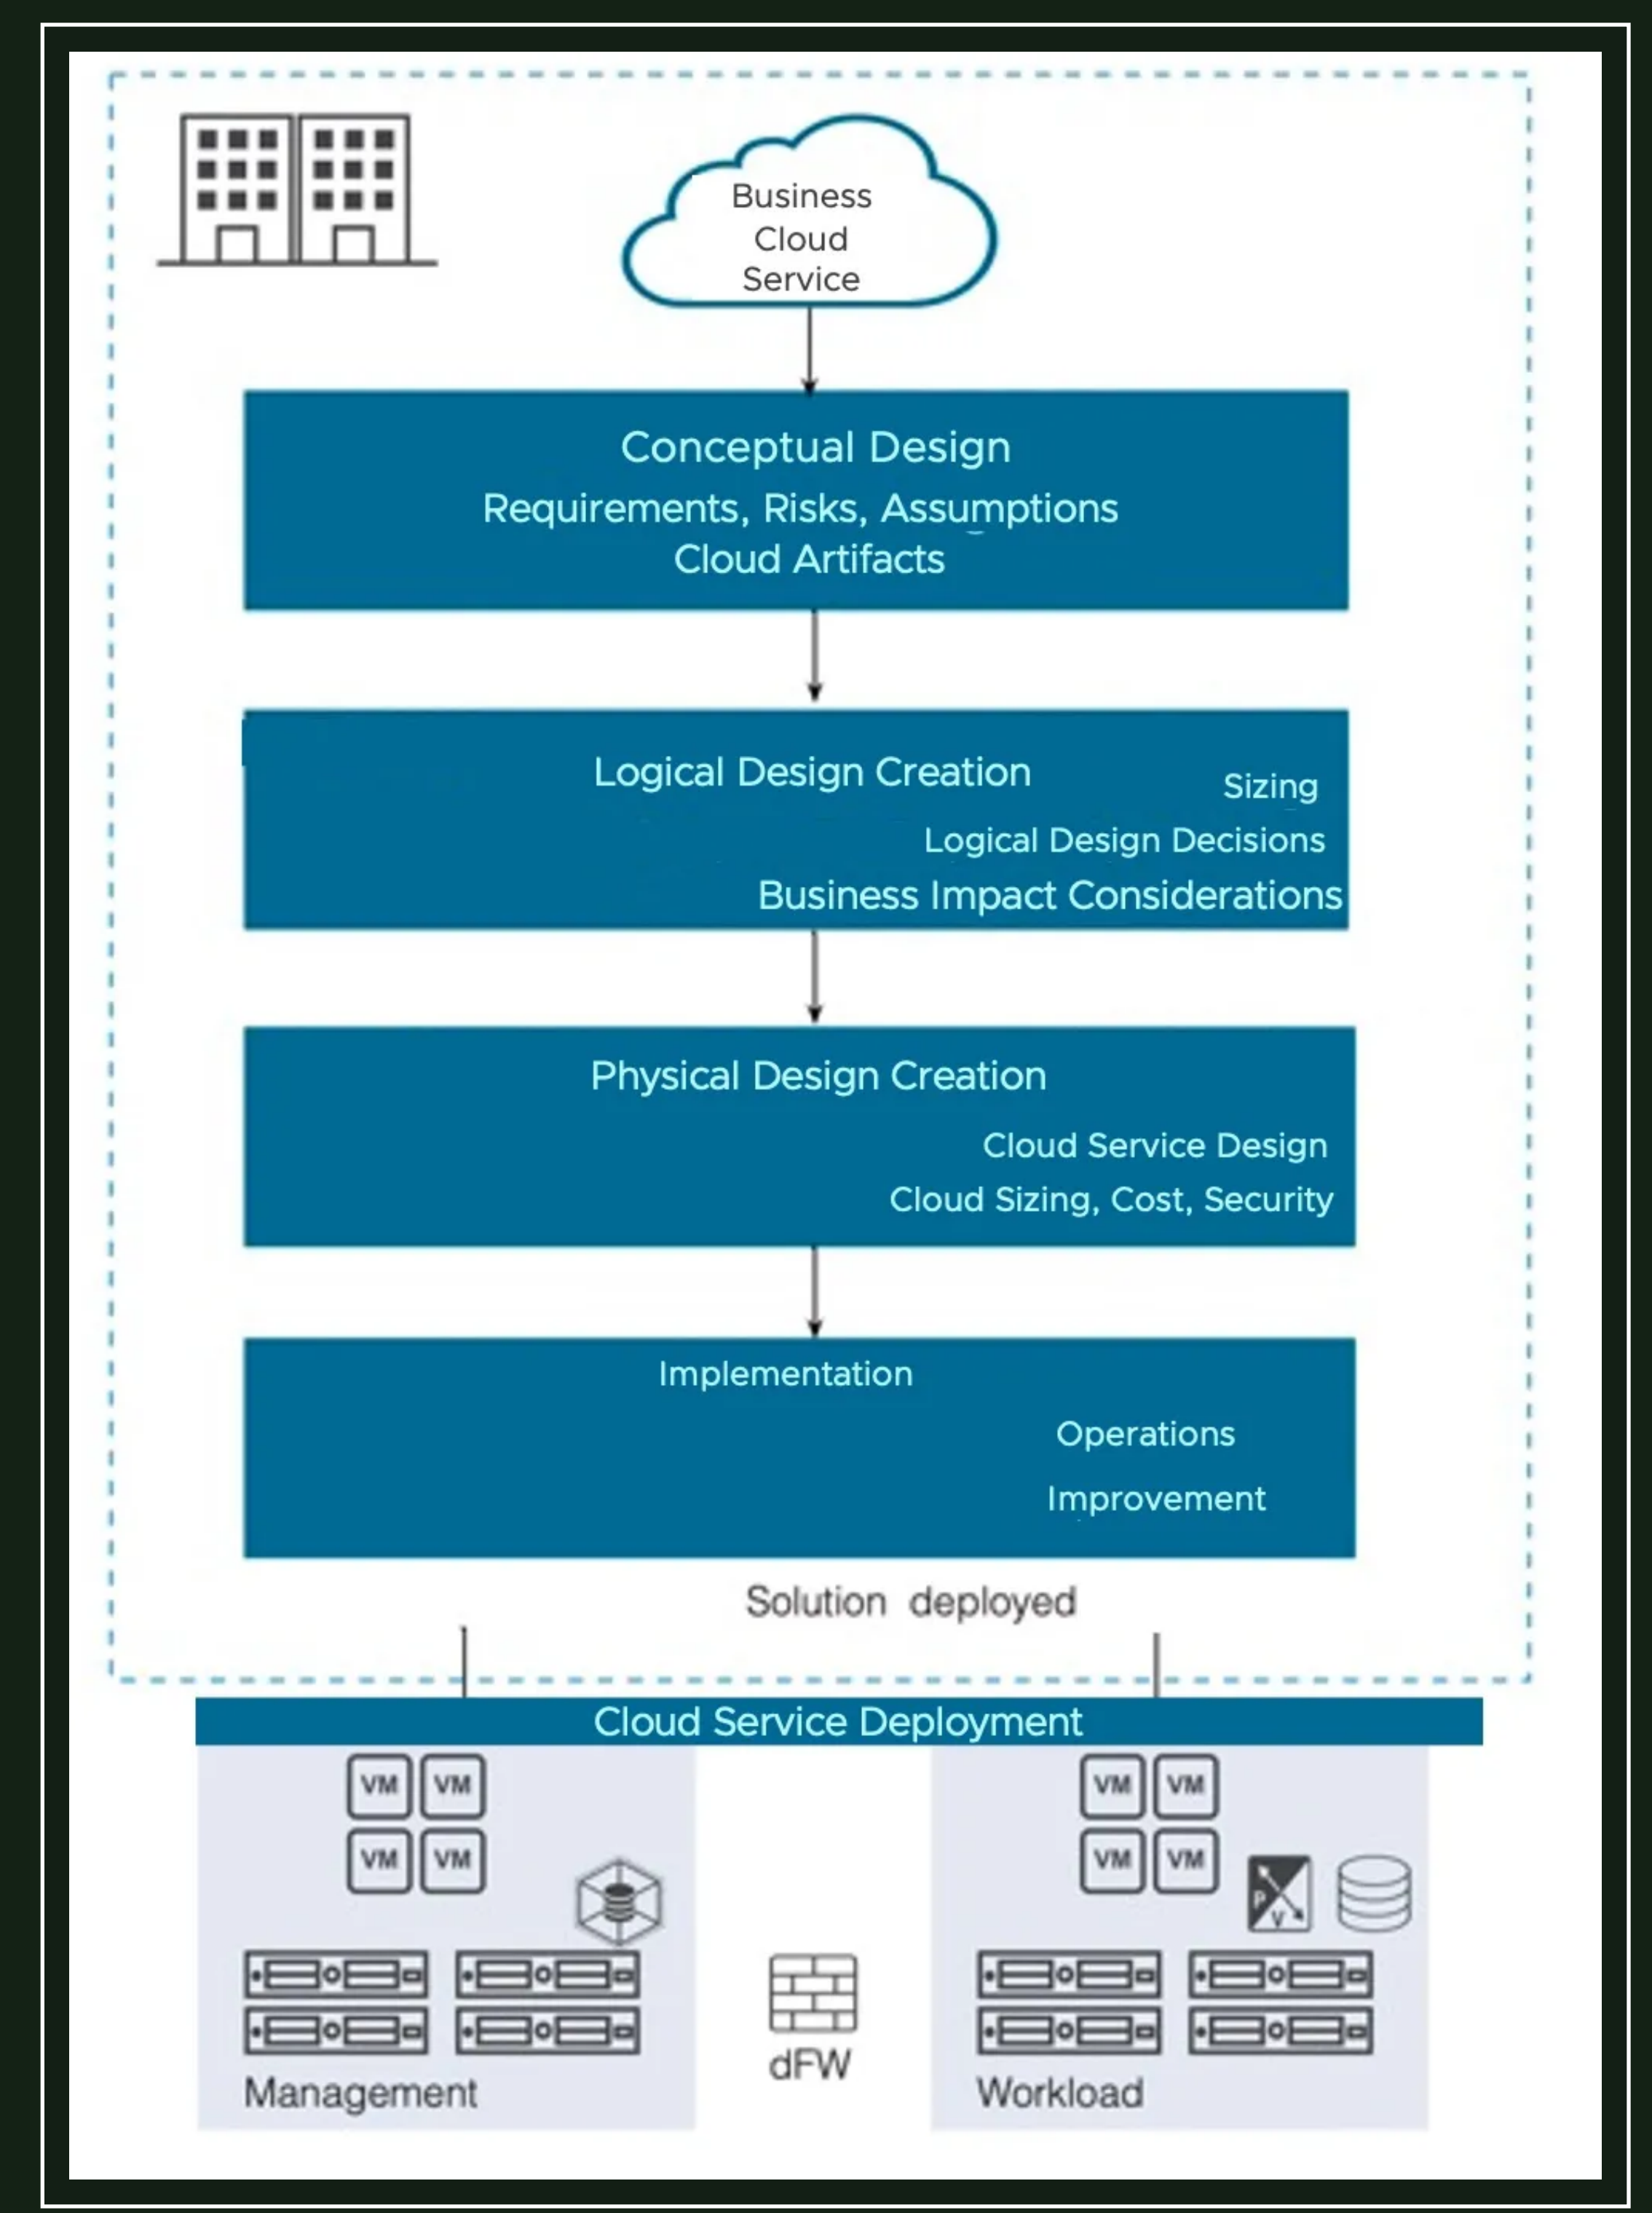 Business
Cloud
Service
Conceptual Design
Requirements, Risks, Assumptions
Cloud Artifacts
Logical Design Creation
Sizing
Logical Design Decisions
Business Impact Considerations
Physical Design Creation
Cloud Service Design
Cloud Sizing, Cost, Security
Implementation
Operations
Improvement
Solution deployed
Cloud Service Deployment
VM VM
VM VM
VM VM
VM VM
P
V
dFW
Management
Workload